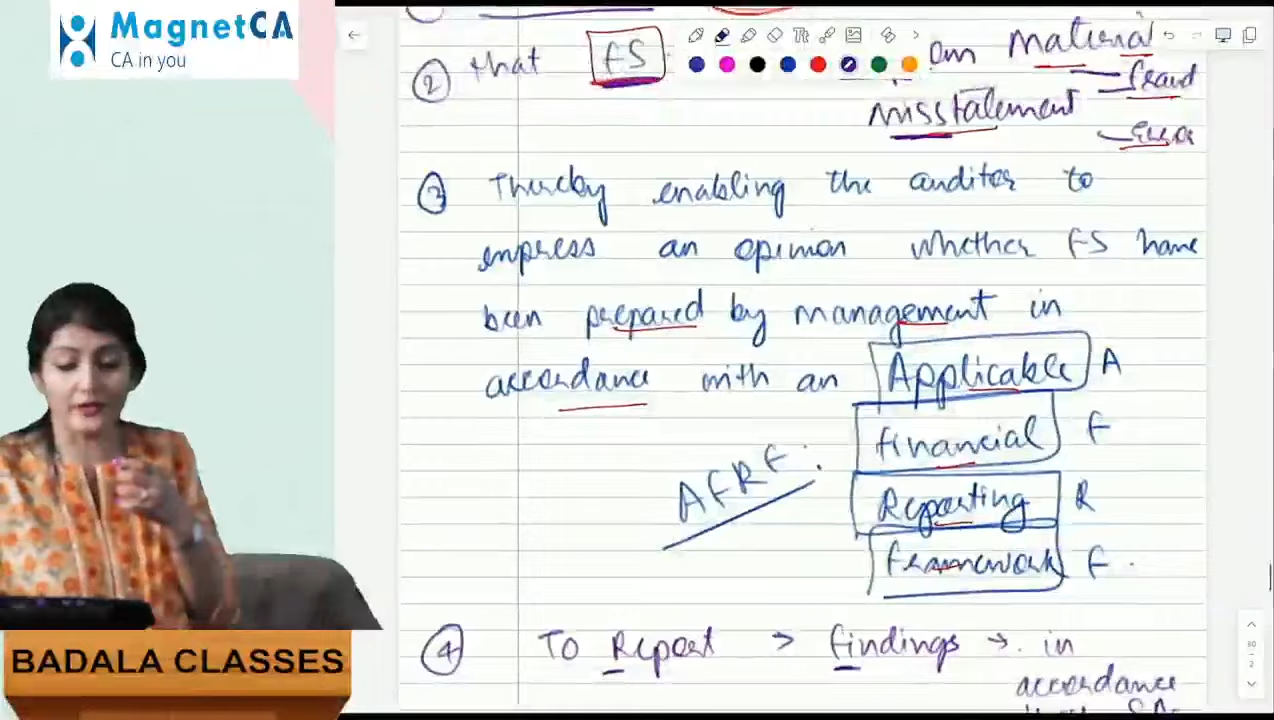 MagnetCA
CA in you
② that FS om Material
fraud
misstatement
Error
③ Thereby enabling the auditor to
express an opinion whether FS have
been prepared by management in
accordance with an Applicable A
financial F
AFRF:
Reporting R
framework F
④ To Report > findings → in
accordance
BADALA CLASSES